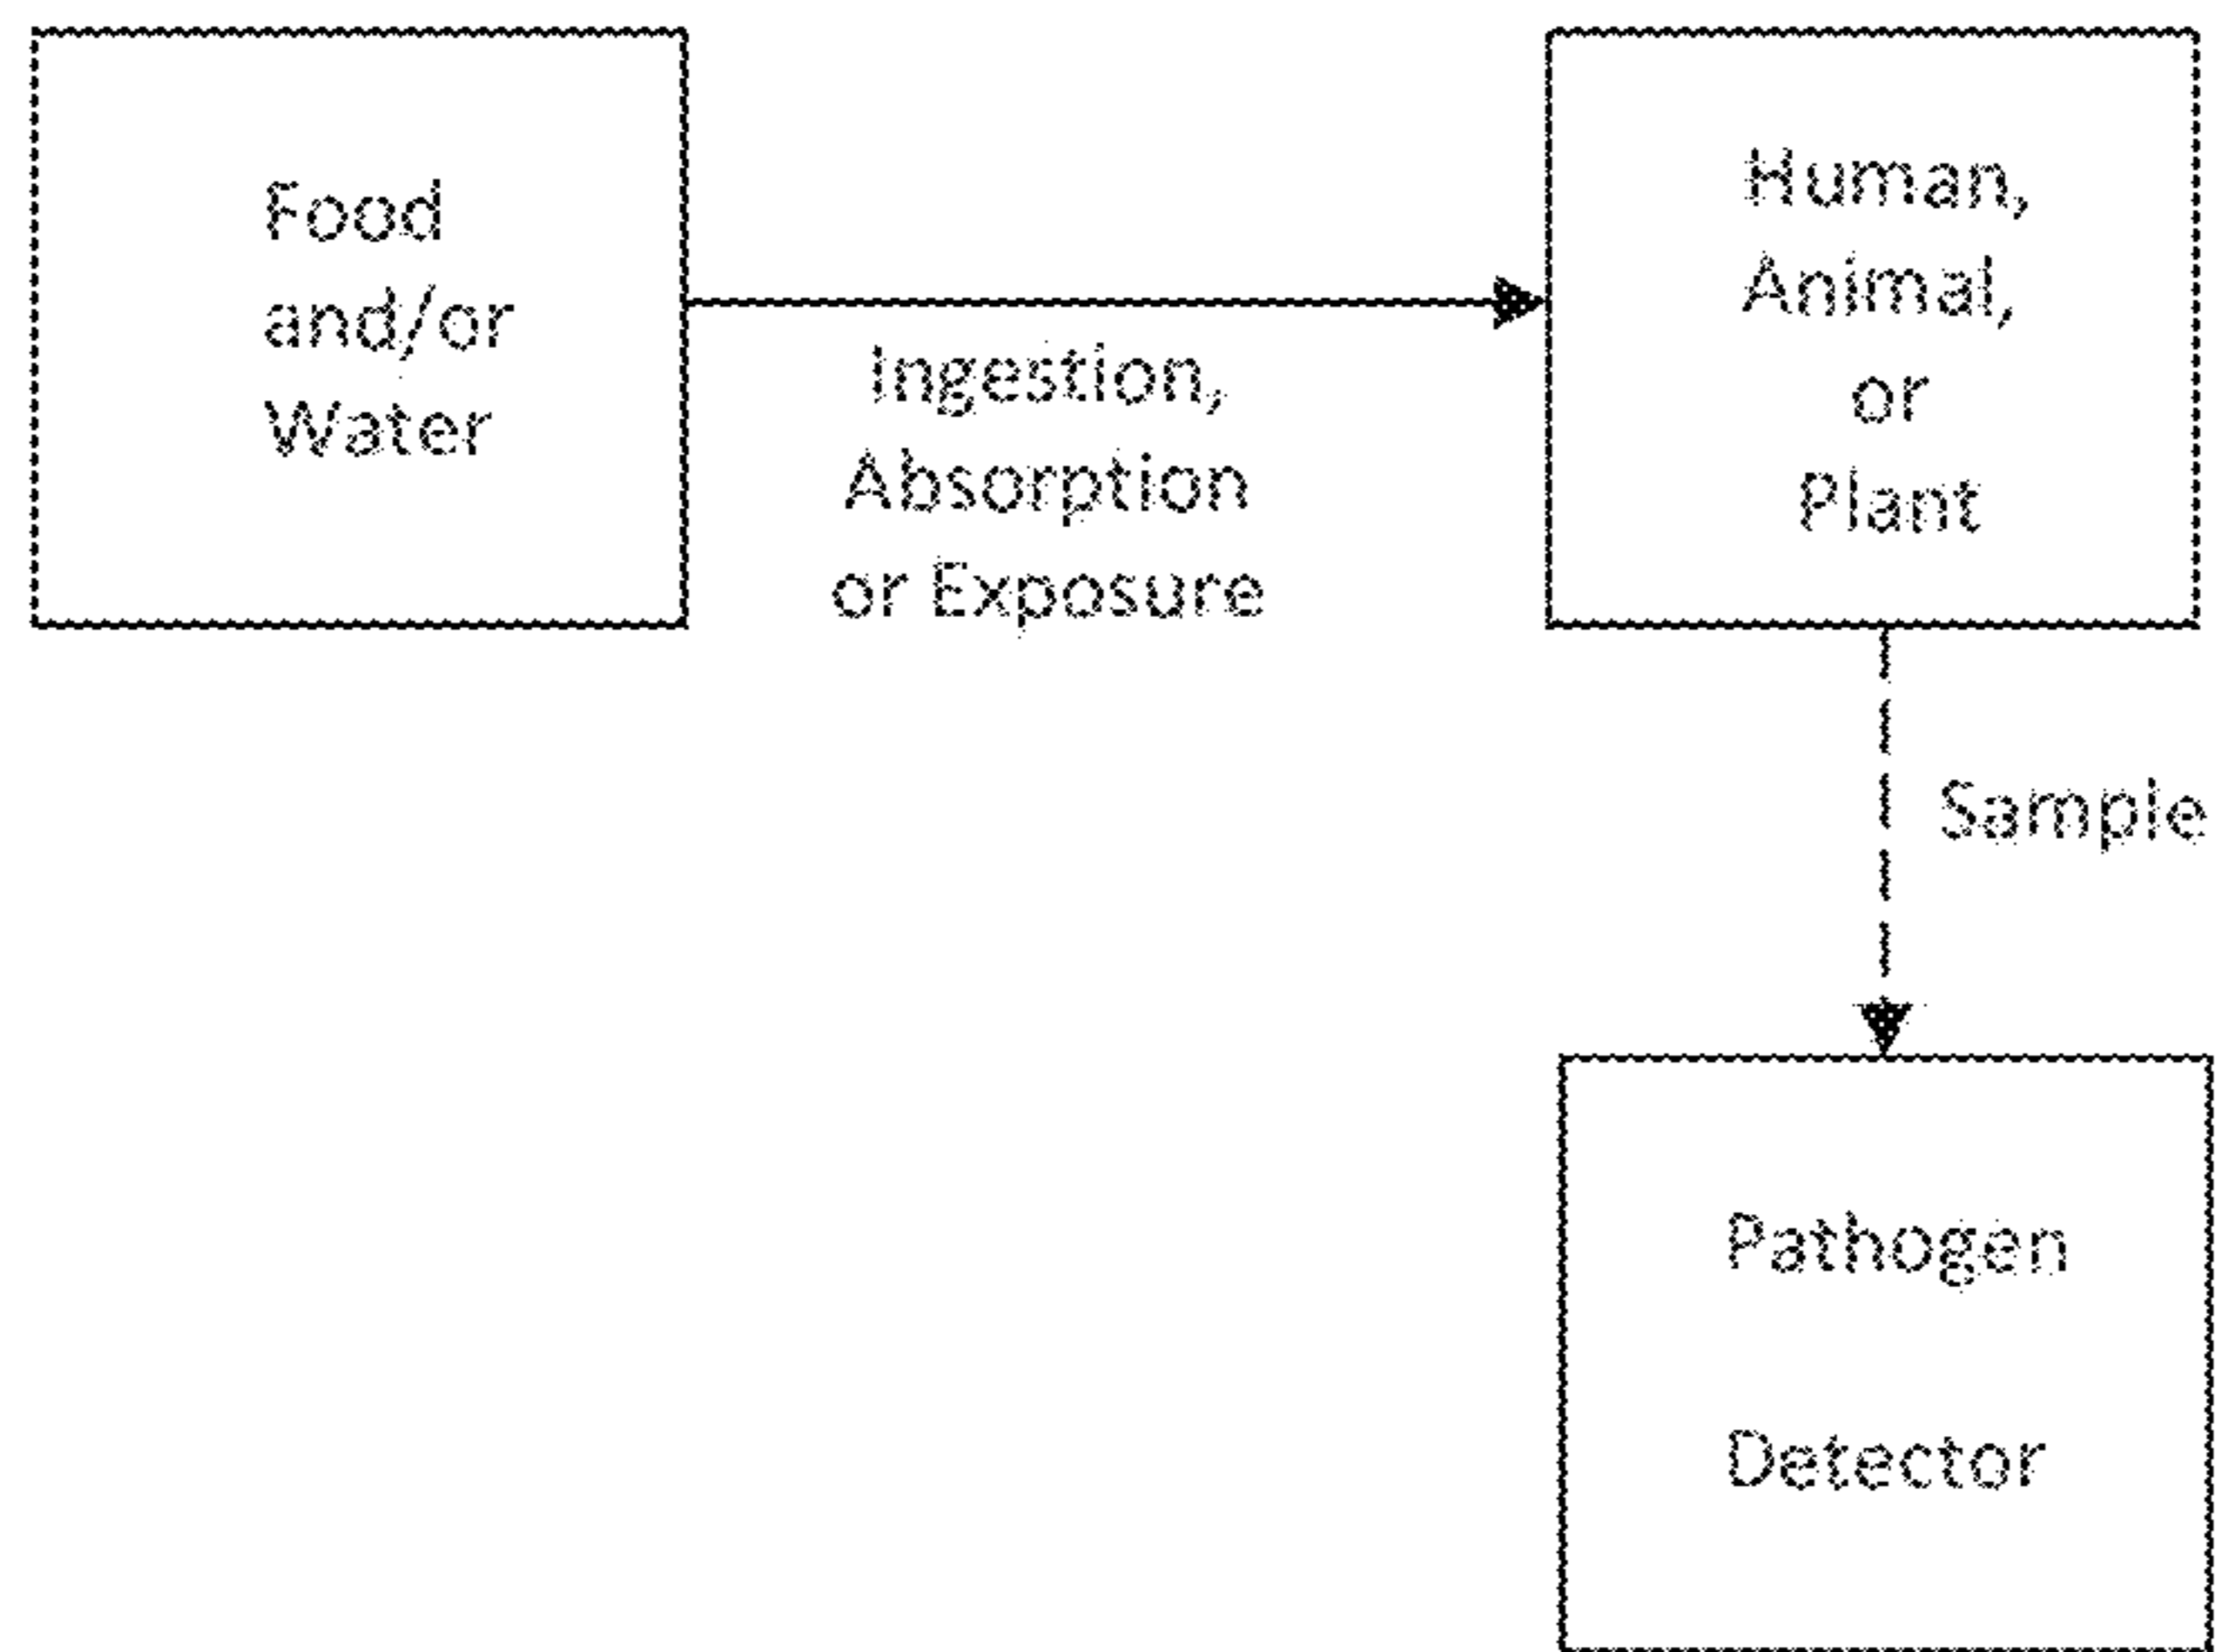 Food
and/or
Water
Ingestion,
Absorption
or Exposure
Human,
Animal,
or
Plant
Sample
Pathogen
Detector